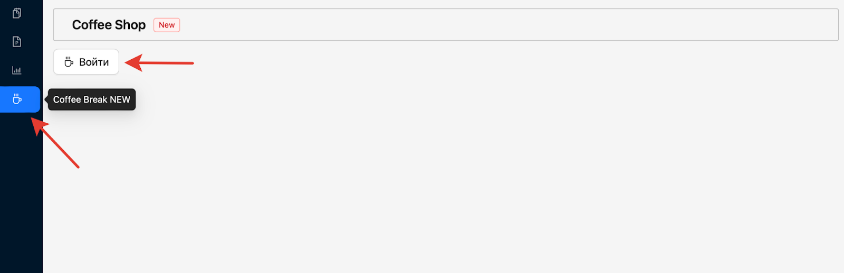 Coffee Shop New
Войти
Coffee Break NEW